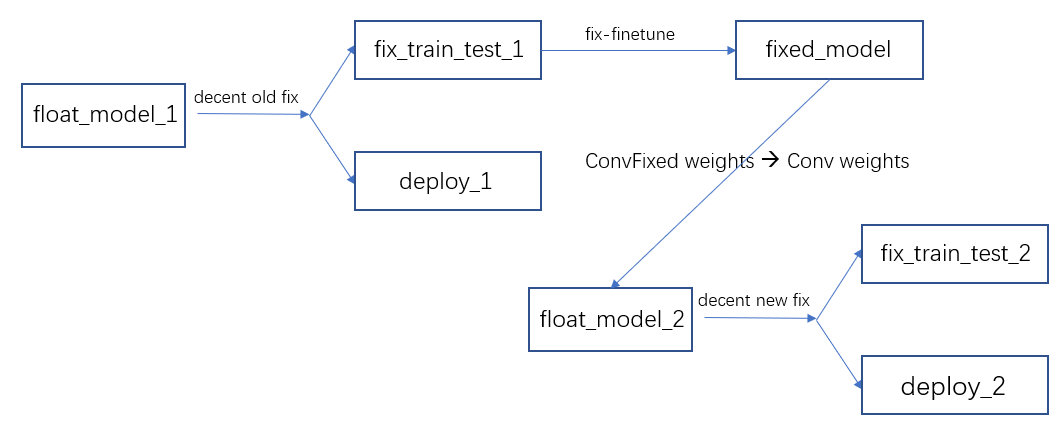 fix_train_test_1
fix-finetune
fixed_model
float_model_1
decent old fix
deploy_1
ConvFixed weights → Conv weights
float_model_2
decent new fix
fix_train_test_2
deploy_2